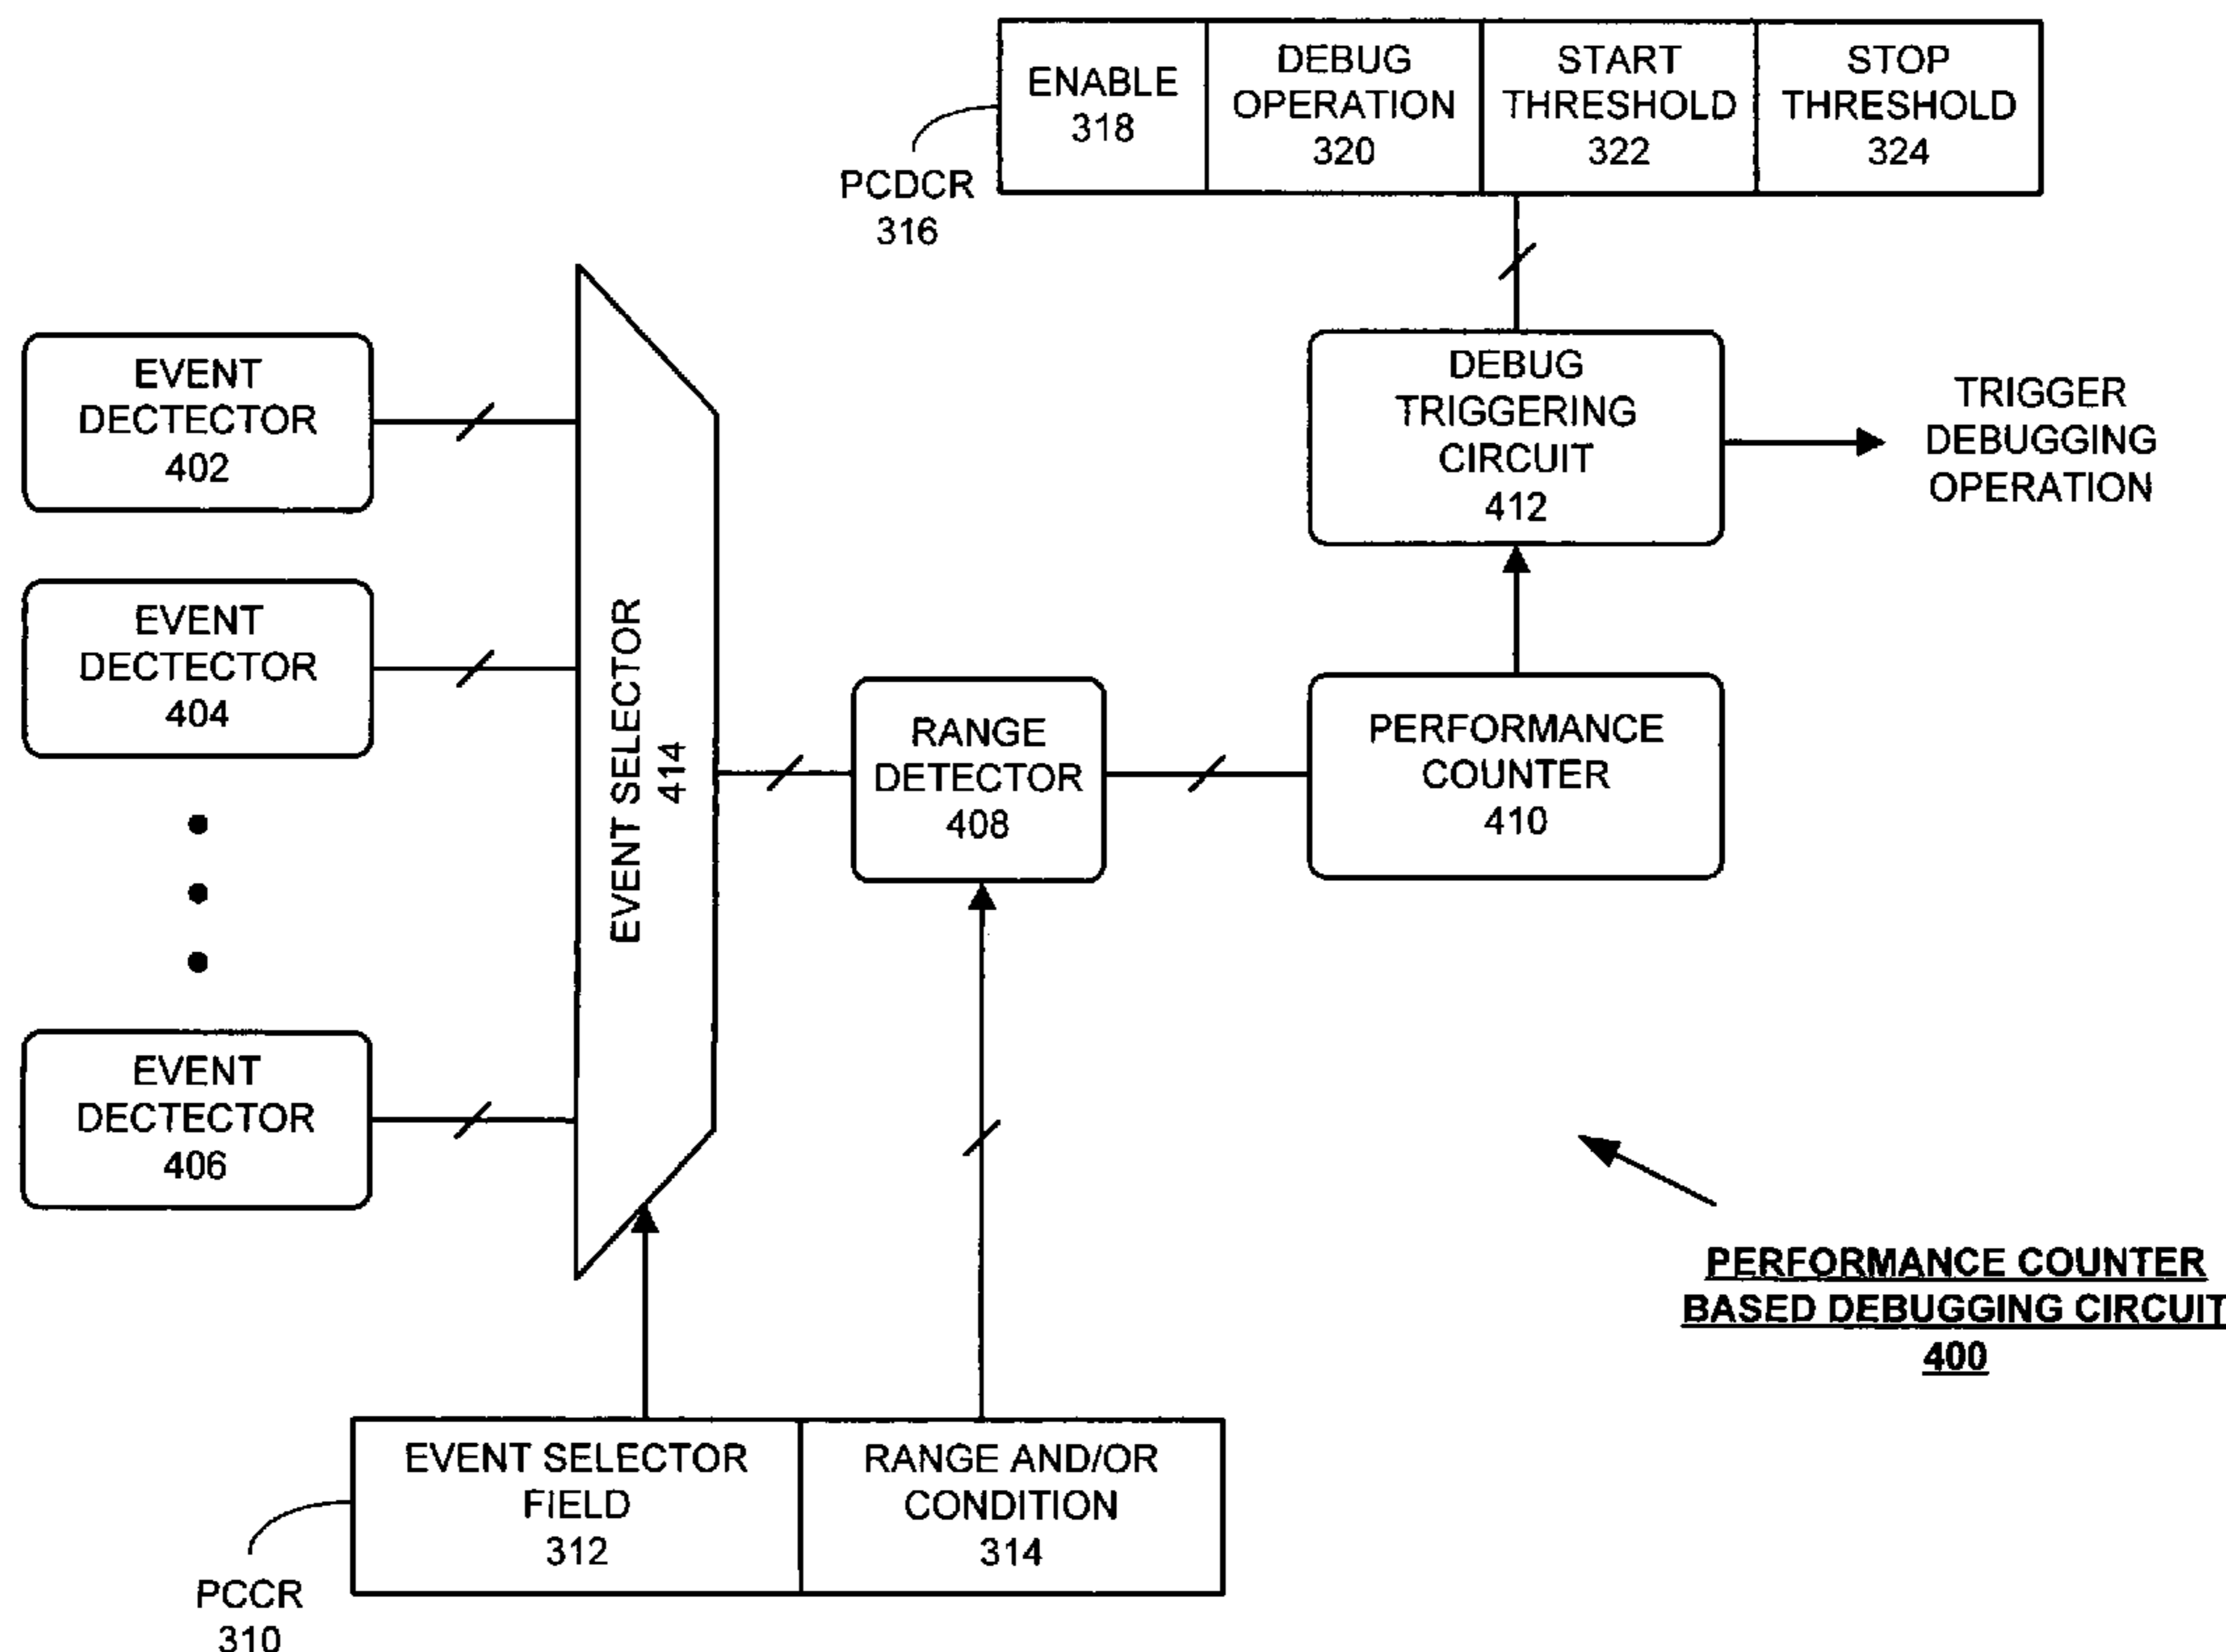 ENABLE
318
DEBUG
OPERATION
320
START
THRESHOLD
322
STOP
THRESHOLD
324
PCDCR
316
EVENT
DECTECTOR
402
EVENT
DECTECTOR
404
EVENT
DECTECTOR
406
EVENT SELECTOR
414
RANGE
DETECTOR
408
PERFORMANCE
COUNTER
410
DEBUG
TRIGGERING
CIRCUIT
412
TRIGGER
DEBUGGING
OPERATION
PERFORMANCE COUNTER
BASED DEBUGGING CIRCUIT
400
EVENT SELECTOR
FIELD
312
RANGE AND/OR
CONDITION
314
PCCR
310